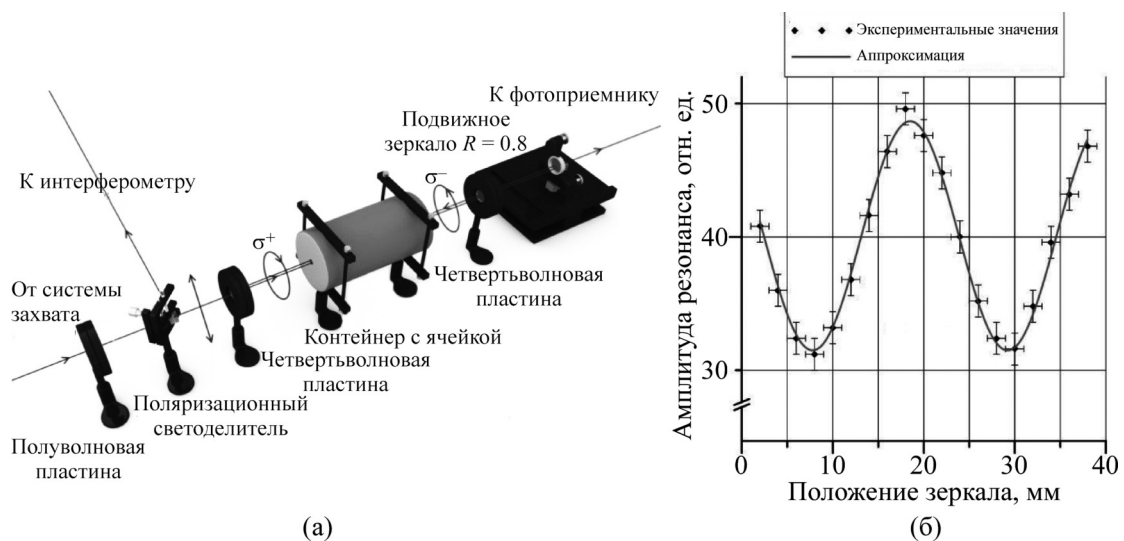 К интерферометру
От системы
захвата
Полуволновая
пластина
Поляризационный
светоделитель
Четвертьволновая
пластина
Контейнер с ячейкой
σ⁺
σ⁻
Четвертьволновая
пластина
Подвижное
зеркало R = 0.8
К фотоприемнику
(а)
Экспериментальные значения
Аппроксимация
Амплитуда резонанса, отн. ед.
50
40
30
0 10 20 30 40
Положение зеркала, мм
(б)